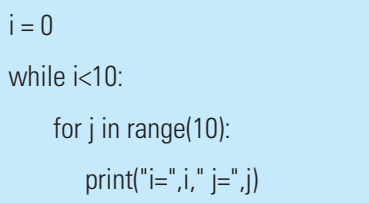 i = 0
while i<10:
    for j in range(10):
        print("i=",i," j=",j)